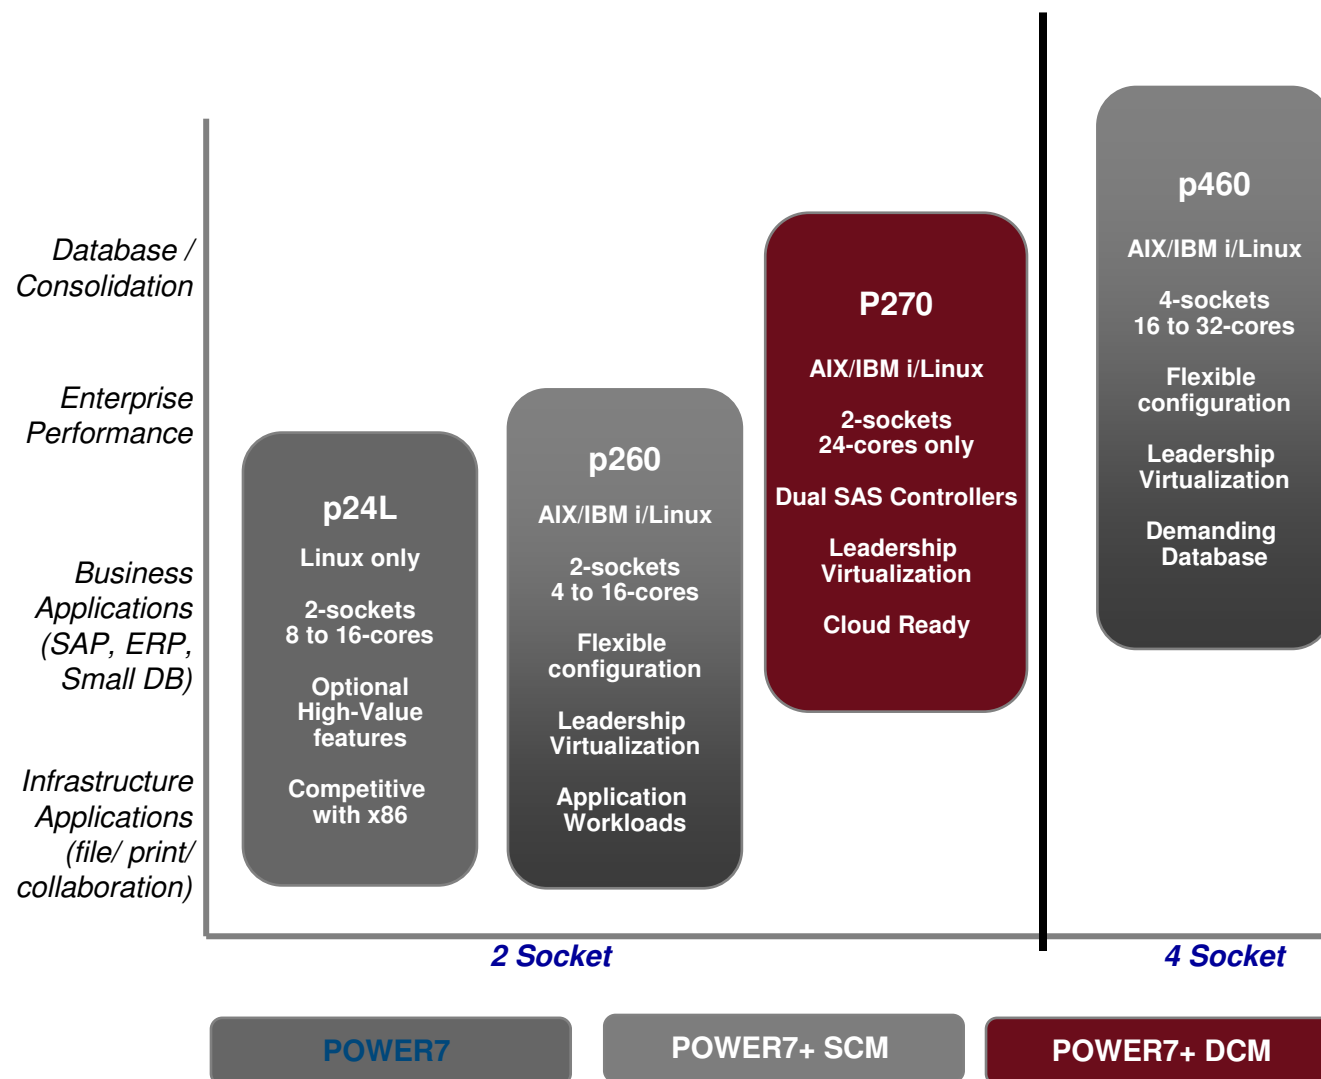 Database /
Consolidation
Enterprise
Performance
Business
Applications
(SAP, ERP,
Small DB)
Infrastructure
Applications
(file/ print/
collaboration)
p24L
Linux only
2-sockets
8 to 16-cores
Optional
High-Value
features
Competitive
with x86
p260
AIX/IBM i/Linux
2-sockets
4 to 16-cores
Flexible
configuration
Leadership
Virtualization
Application
Workloads
P270
AIX/IBM i/Linux
2-sockets
24-cores only
Dual SAS Controllers
Leadership
Virtualization
Cloud Ready
p460
AIX/IBM i/Linux
4-sockets
16 to 32-cores
Flexible
configuration
Leadership
Virtualization
Demanding
Database
2 Socket
4 Socket
POWER7
POWER7+ SCM
POWER7+ DCM